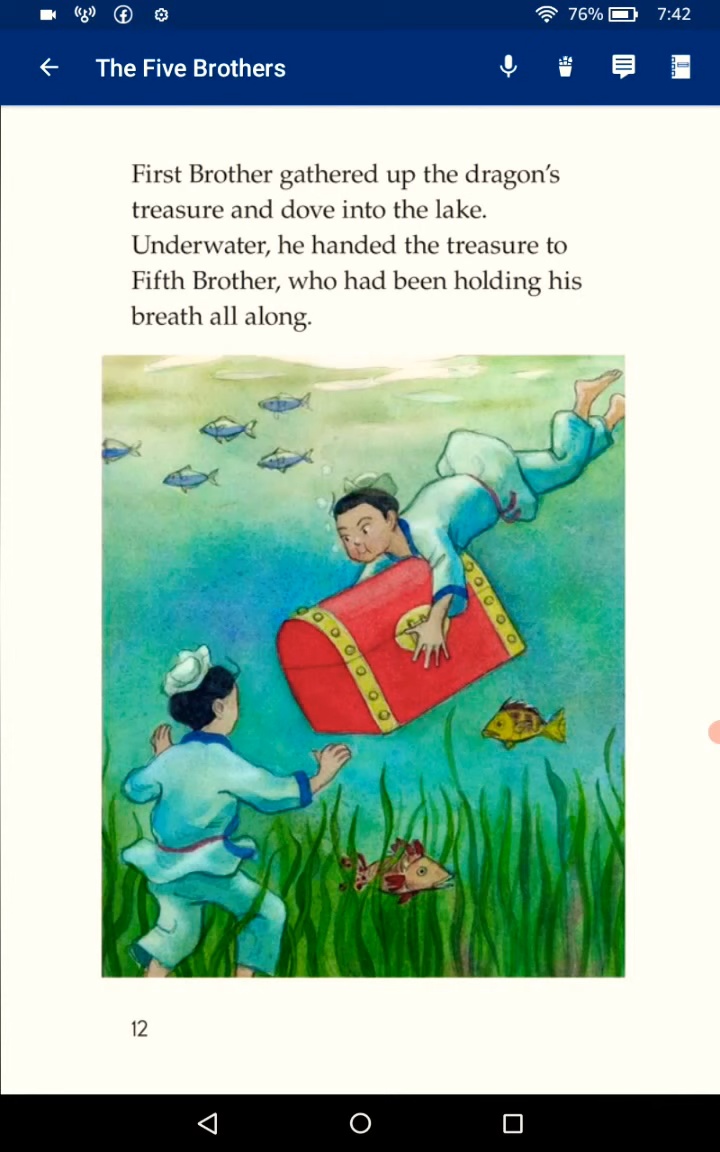 76% 7:42
The Five Brothers
First Brother gathered up the dragon's
treasure and dove into the lake.
Underwater, he handed the treasure to
Fifth Brother, who had been holding his
breath all along.
12